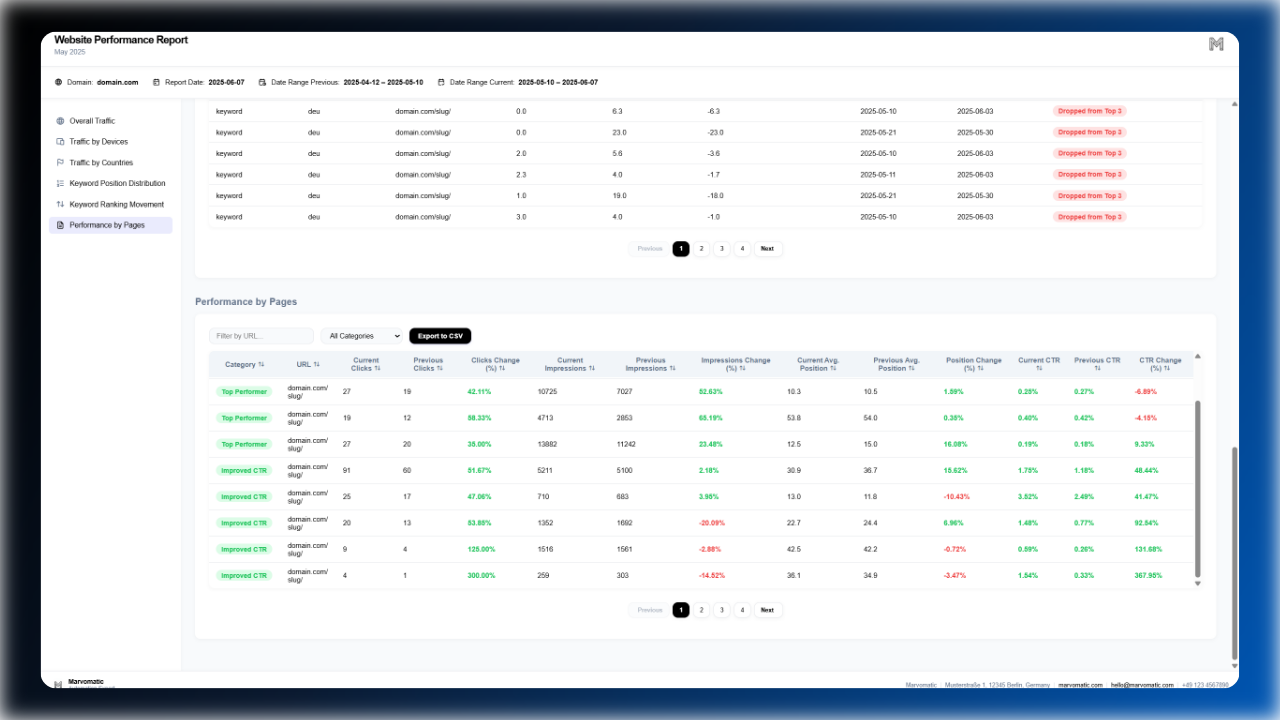 Website Performance Report
May 2025
Domain: domain.com Report Date: 2025-06-07 Date Range Previous: 2025-04-12 – 2025-05-10 Date Range Current: 2025-05-10 – 2025-06-07
Overall Traffic
Traffic by Devices
Traffic by Countries
Keyword Position Distribution
Keyword Ranking Movement
Performance by Pages
keyword deu domain.com/slug/ 0.0 6.3 -6.3 2025-05-10 2025-06-03 Dropped from Top 3
keyword deu domain.com/slug/ 0.0 23.0 -23.0 2025-05-21 2025-05-30 Dropped from Top 3
keyword deu domain.com/slug/ 2.0 5.6 -3.6 2025-05-10 2025-06-03 Dropped from Top 3
keyword deu domain.com/slug/ 2.3 4.0 -1.7 2025-05-11 2025-06-03 Dropped from Top 3
keyword deu domain.com/slug/ 1.0 19.0 -18.0 2025-05-21 2025-05-30 Dropped from Top 3
keyword deu domain.com/slug/ 3.0 4.0 -1.0 2025-05-10 2025-06-03 Dropped from Top 3
Previous 1 2 3 4 Next
Performance by Pages
Filter by URL... All Categories Export to CSV
Category URL Current Clicks Previous Clicks Clicks Change (%) Current Impressions Previous Impressions Impressions Change (%) Current Avg. Position Previous Avg. Position Position Change (%) Current CTR Previous CTR CTR Change (%)
Top Performer domain.com/slug/ 27 19 42.11% 10725 7027 52.63% 10.3 10.5 1.59% 0.25% 0.27% -6.89%
Top Performer domain.com/slug/ 19 12 58.33% 4713 2853 65.19% 53.8 54.0 0.35% 0.40% 0.42% -4.15%
Top Performer domain.com/slug/ 27 20 35.00% 13882 11242 23.48% 12.5 15.0 16.08% 0.19% 0.18% 9.33%
Improved CTR domain.com/slug/ 91 60 51.67% 5211 5100 2.18% 30.9 36.7 15.62% 1.75% 1.18% 48.44%
Improved CTR domain.com/slug/ 25 17 47.06% 710 683 3.95% 13.0 11.8 -10.43% 3.52% 2.49% 41.47%
Improved CTR domain.com/slug/ 20 13 53.85% 1352 1692 -20.09% 22.7 24.4 6.96% 1.48% 0.77% 92.54%
Improved CTR domain.com/slug/ 9 4 125.00% 1516 1561 -2.88% 42.5 42.2 -0.72% 0.59% 0.26% 131.68%
Improved CTR domain.com/slug/ 4 1 300.00% 259 303 -14.52% 36.1 34.9 -3.47% 1.54% 0.33% 367.95%
Previous 1 2 3 4 Next
Marvomatic
Marvomatic | Musterstraße 1, 12345 Berlin, Germany | marvomatic.com | hello@marvomatic.com | +49 123 4567890